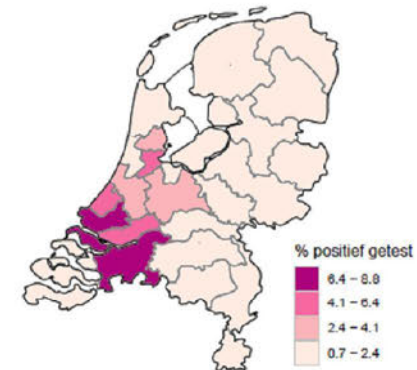 % positief getest
6.4 – 8.8
4.1 – 6.4
2.4 – 4.1
0.7 – 2.4